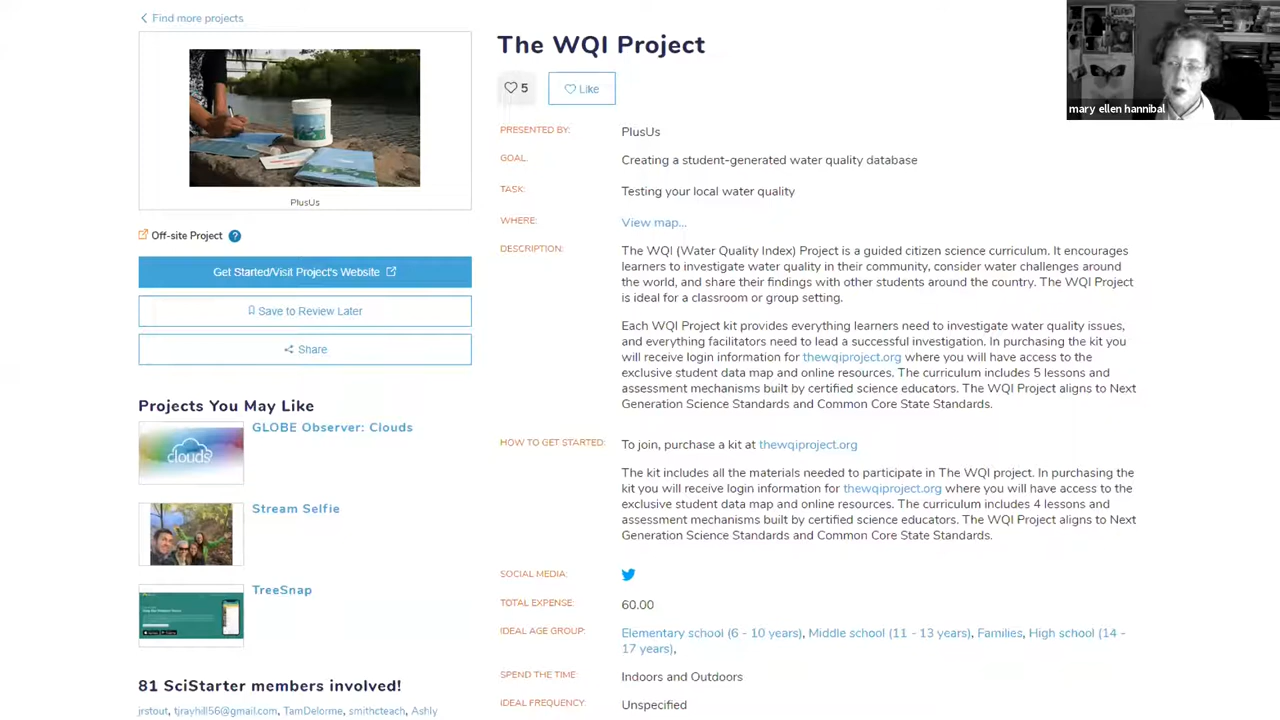 Find more projects
PlusUs
Off-site Project ?
Get Started/Visit Project's Website
Save to Review Later
Share
Projects You May Like
GLOBE Observer: Clouds
clouds
Stream Selfie
TreeSnap
81 SciStarter members involved!
jrstout, tjrayhill56@gmail.com, TamDelorme, smithcteach, Ashly
The WQI Project
5
Like
PRESENTED BY: PlusUs
GOAL: Creating a student-generated water quality database
TASK: Testing your local water quality
WHERE: View map...
DESCRIPTION: The WQI (Water Quality Index) Project is a guided citizen science curriculum. It encourages
learners to investigate water quality in their community, consider water challenges around
the world, and share their findings with other students around the country. The WQI Project
is ideal for a classroom or group setting.
Each WQI Project kit provides everything learners need to investigate water quality issues,
and everything facilitators need to lead a successful investigation. In purchasing the kit you
will receive login information for thewqiproject.org where you will have access to the
exclusive student data map and online resources. The curriculum includes 5 lessons and
assessment mechanisms built by certified science educators. The WQI Project aligns to Next
Generation Science Standards and Common Core State Standards.
HOW TO GET STARTED: To join, purchase a kit at thewqiproject.org
The kit includes all the materials needed to participate in The WQI project. In purchasing the
kit you will receive login information for thewqiproject.org where you will have access to the
exclusive student data map and online resources. The curriculum includes 4 lessons and
assessment mechanisms built by certified science educators. The WQI Project aligns to Next
Generation Science Standards and Common Core State Standards.
SOCIAL MEDIA:
TOTAL EXPENSE: 60.00
IDEAL AGE GROUP: Elementary school (6 - 10 years), Middle school (11 - 13 years), Families, High school (14 -
17 years),
SPEND THE TIME: Indoors and Outdoors
IDEAL FREQUENCY: Unspecified
mary ellen hannibal